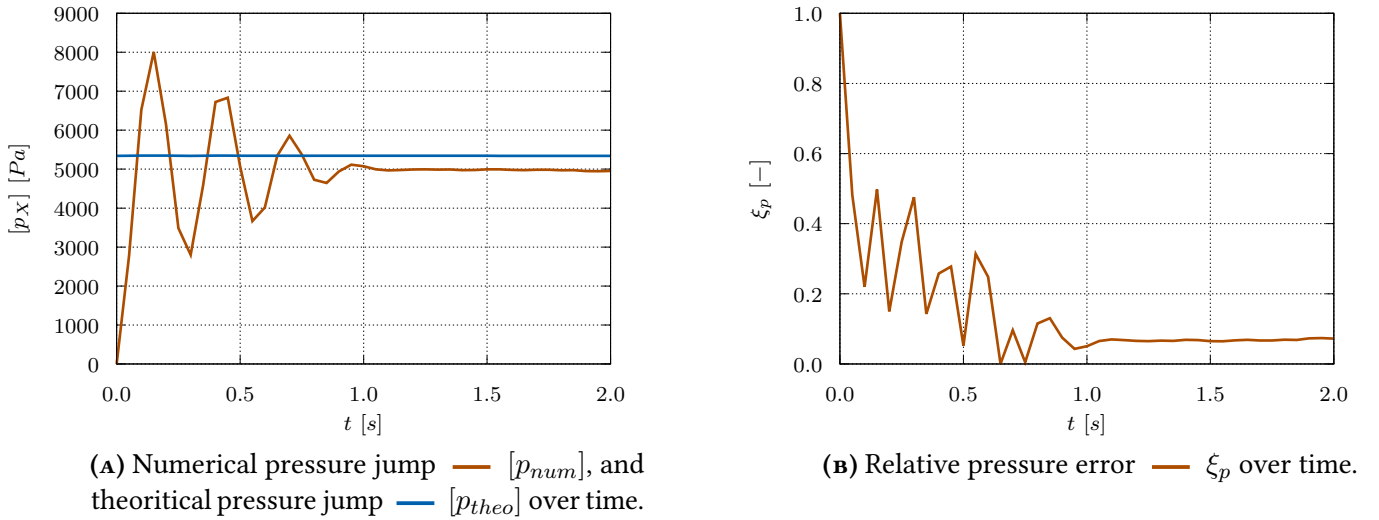 9000
8000
7000
6000
5000
4000
3000
2000
1000
0
[p_X] [Pa]
0.0 0.5 1.0 1.5 2.0
t [s]
(A) Numerical pressure jump — [p_num], and
theoritical pressure jump — [p_theo] over time.
1.0
0.8
0.6
0.4
0.2
0.0
ξ_p [−]
0.0 0.5 1.0 1.5 2.0
t [s]
(B) Relative pressure error — ξ_p over time.